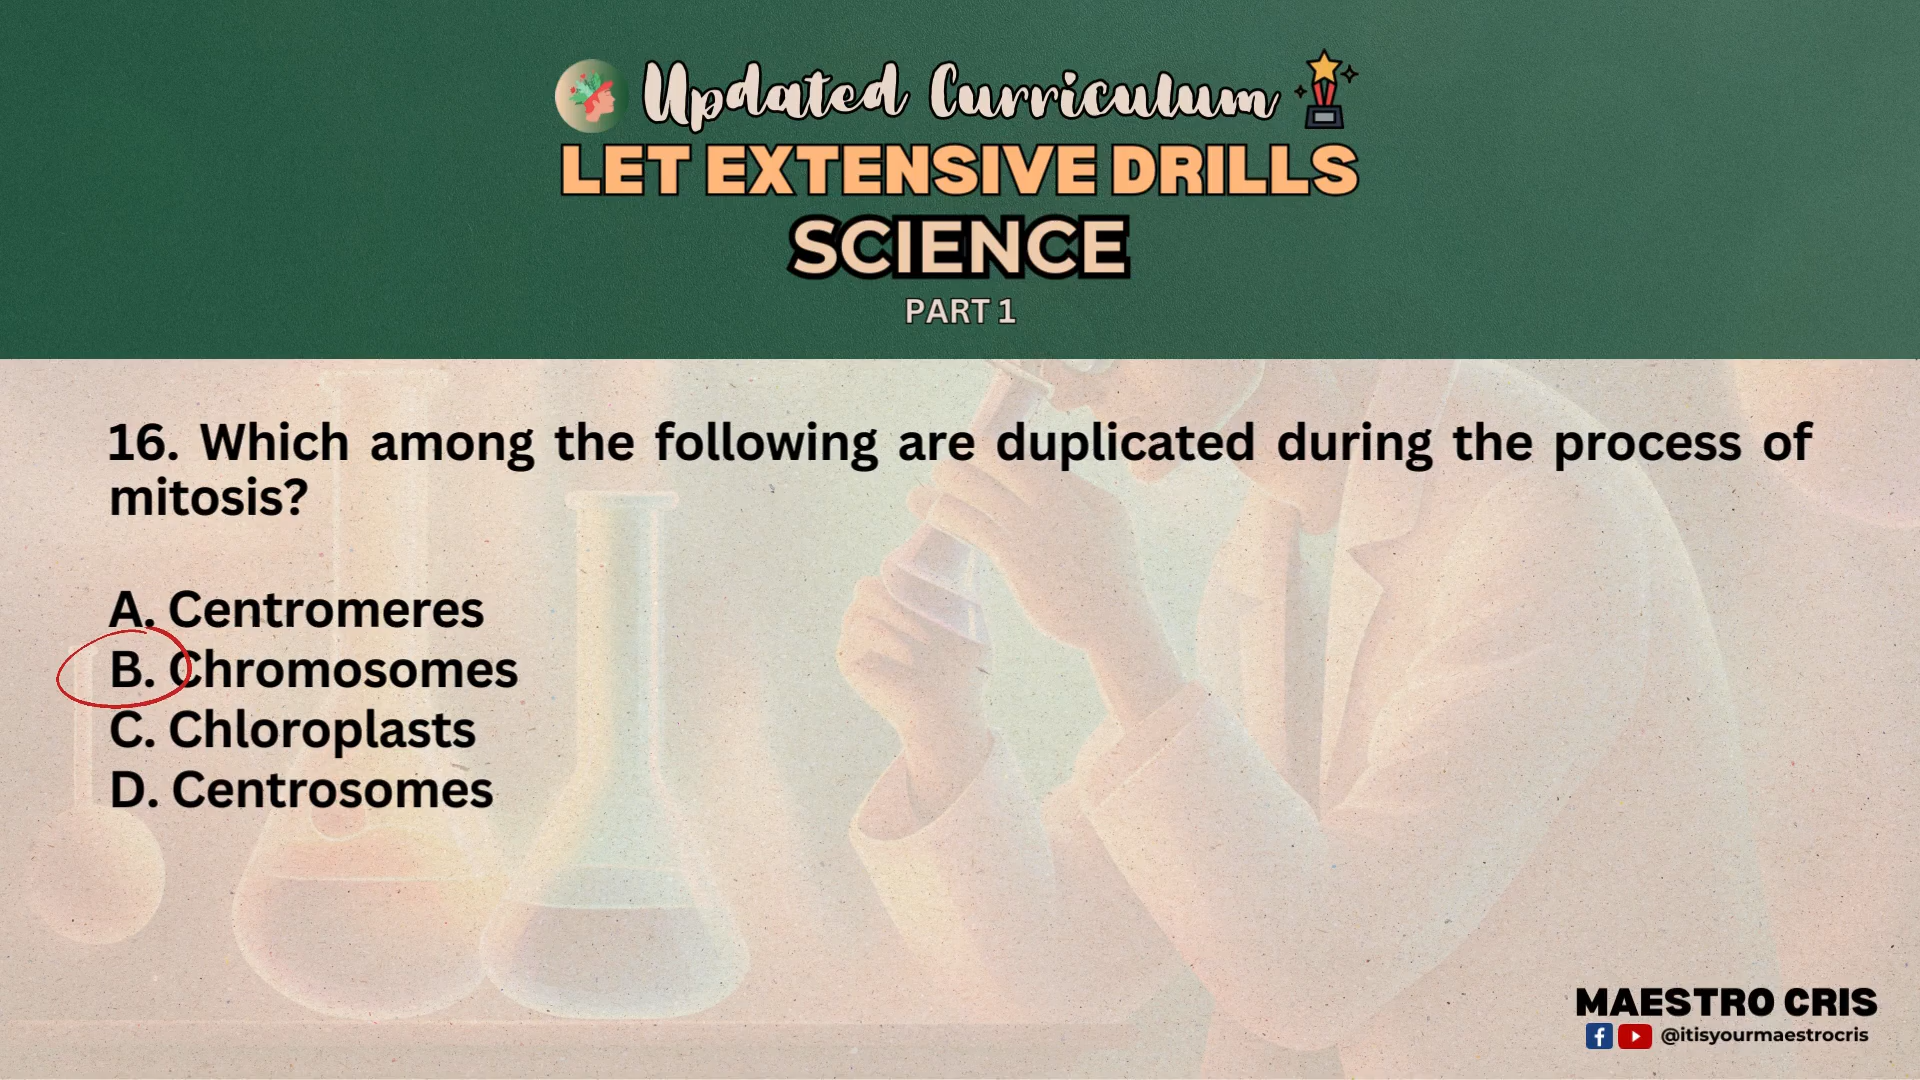 Updated Curriculum
LET EXTENSIVE DRILLS
SCIENCE
PART 1
16. Which among the following are duplicated during the process of
mitosis?
A. Centromeres
B. Chromosomes
C. Chloroplasts
D. Centrosomes
MAESTRO CRIS
@itisyourmaestrocris